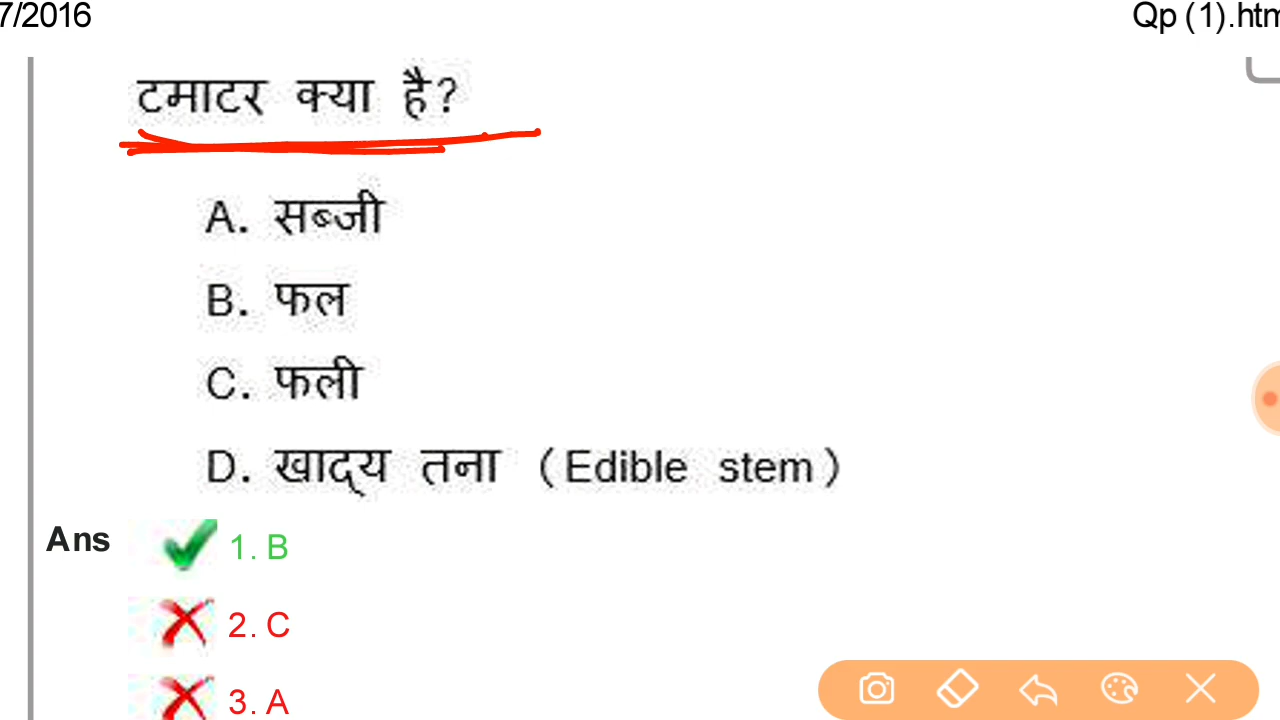 7/2016 Qp (1).htm
टमाटर क्या है?
A. सब्जी
B. फल
C. फली
D. खाद्य तना (Edible stem)
Ans 1. B
2. C
3. A